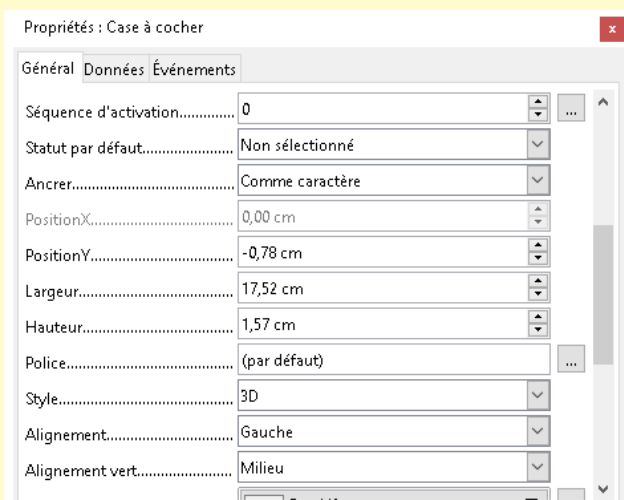 Propriétés : Case à cocher
x
Général Données Événements
Séquence d'activation.............. 0 ...
Statut par défaut....................... Non sélectionné
Ancrer......................................... Comme caractère
PositionX.................................... 0,00 cm
PositionY.................................... -0,78 cm
Largeur....................................... 17,52 cm
Hauteur...................................... 1,57 cm
Police.......................................... (par défaut) ...
Style............................................ 3D
Alignement................................ Gauche
Alignement vert........................ Milieu